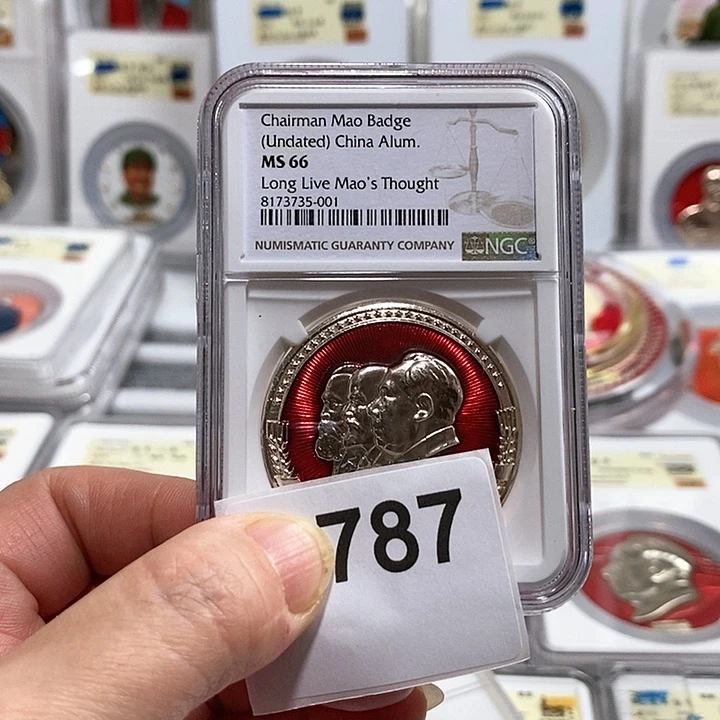 Chairman Mao Badge
(Undated) China Alum.
MS 66
Long Live Mao's Thought
8173735-001
NUMISMATIC GUARANTY COMPANY NGC
787